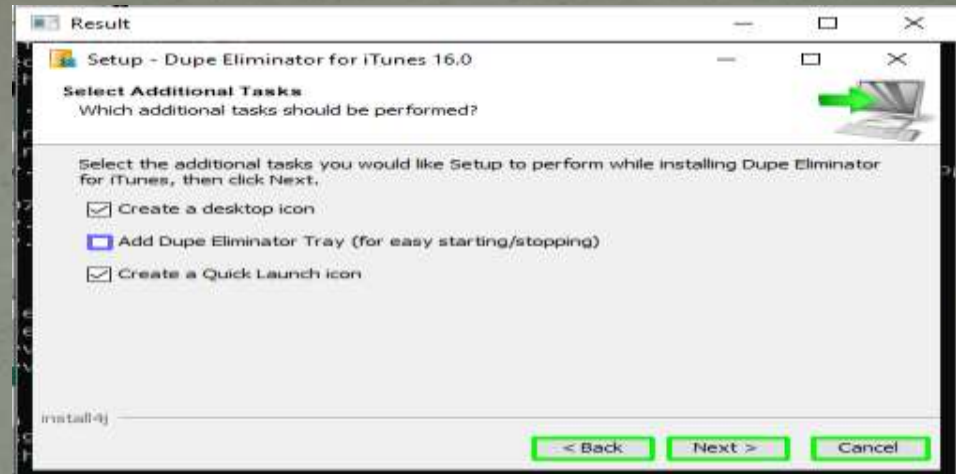 Result
Setup - Dupe Eliminator for iTunes 16.0
Select Additional Tasks
Which additional tasks should be performed?
Select the additional tasks you would like Setup to perform while installing Dupe Eliminator
for iTunes, then click Next.
Create a desktop icon
Add Dupe Eliminator Tray (for easy starting/stopping)
Create a Quick Launch icon
install4j
< Back Next > Cancel